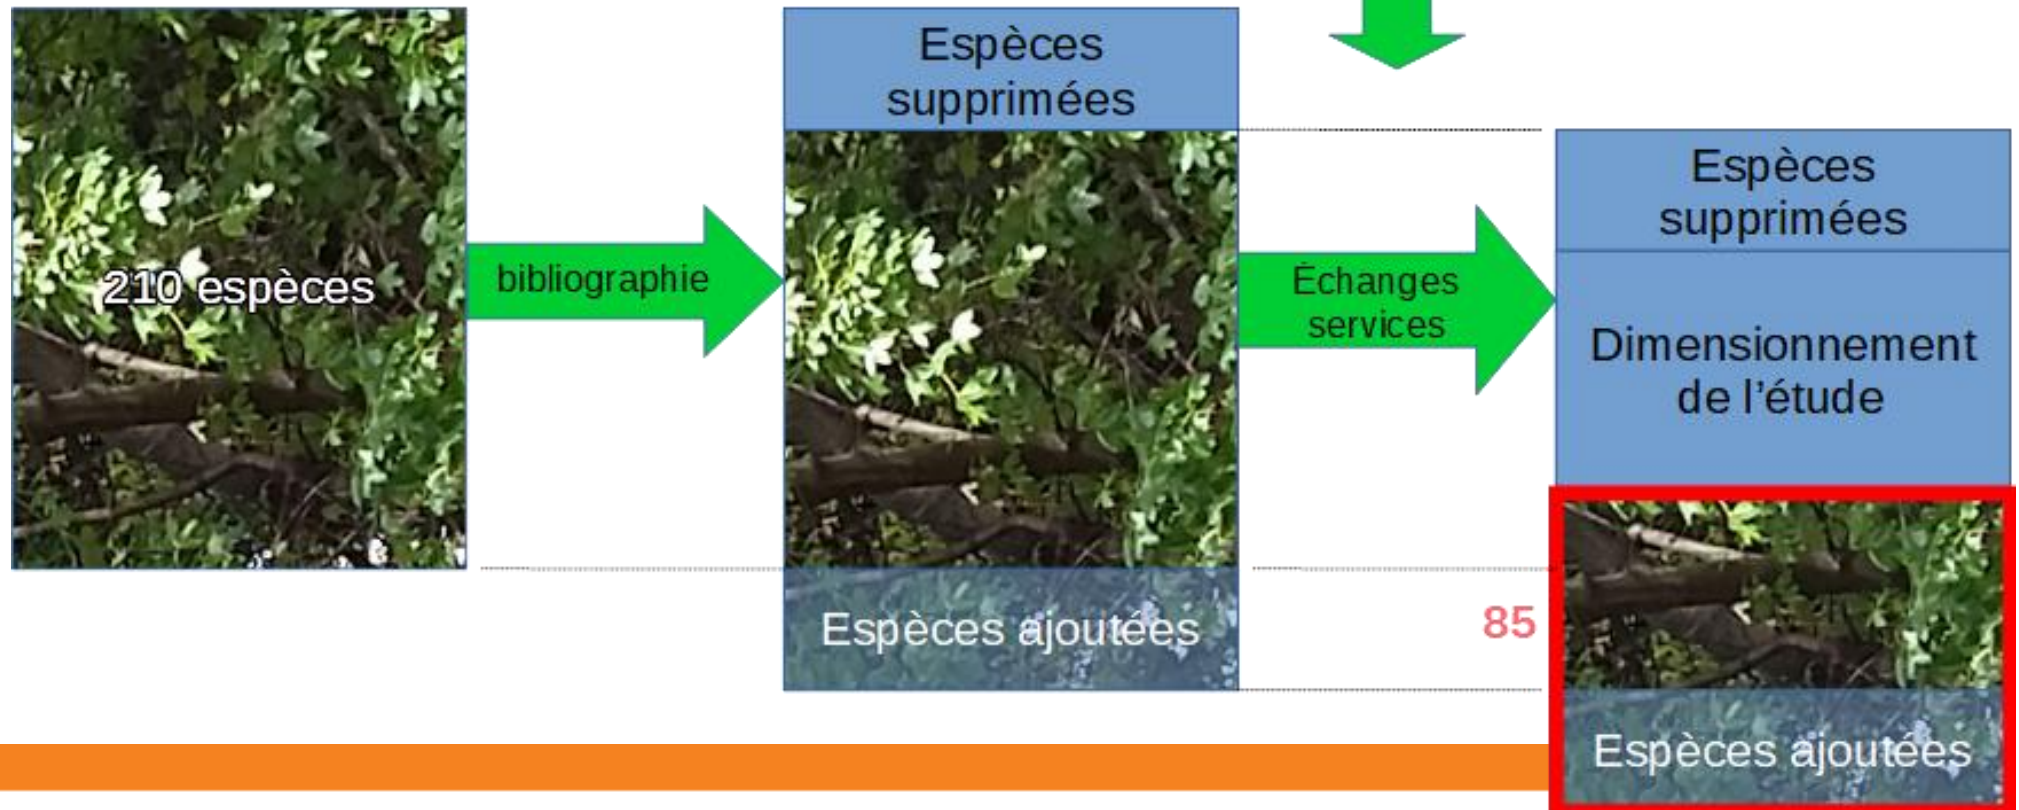 210 espèces
bibliographie
Espèces
supprimées
Espèces ajoutées
Échanges
services
85
Espèces
supprimées
Dimensionnement
de l’étude
Espèces ajoutées